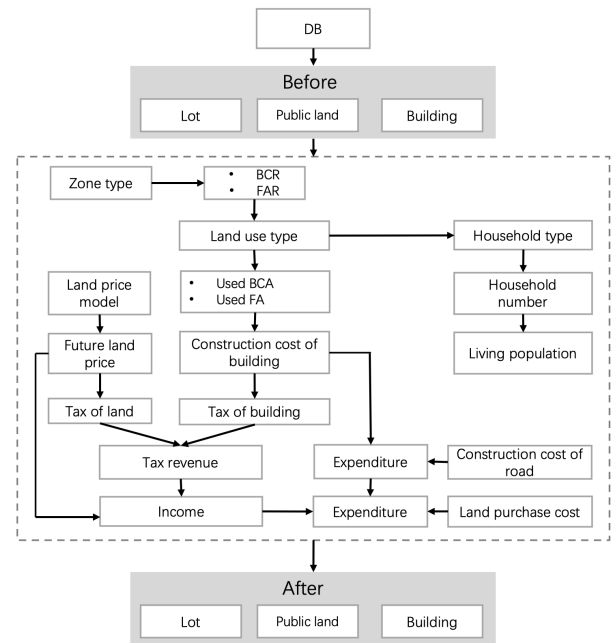 DB
Before
Lot
Public land
Building
Zone type
• BCR
• FAR
Land use type
Household type
Land price
model
• Used BCA
• Used FA
Household
number
Future land
price
Construction cost of
building
Living population
Tax of land
Tax of building
Tax revenue
Expenditure
Construction cost of
road
Income
Expenditure
Land purchase cost
After
Lot
Public land
Building